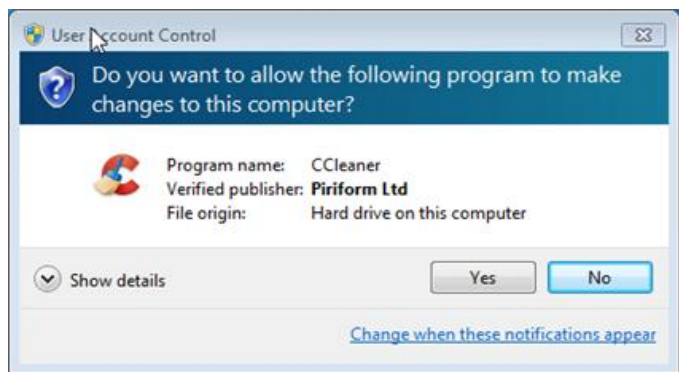 User Account Control
Do you want to allow the following program to make
changes to this computer?
Program name: CCleaner
Verified publisher: Piriform Ltd
File origin: Hard drive on this computer
Show details
Yes
No
Change when these notifications appear